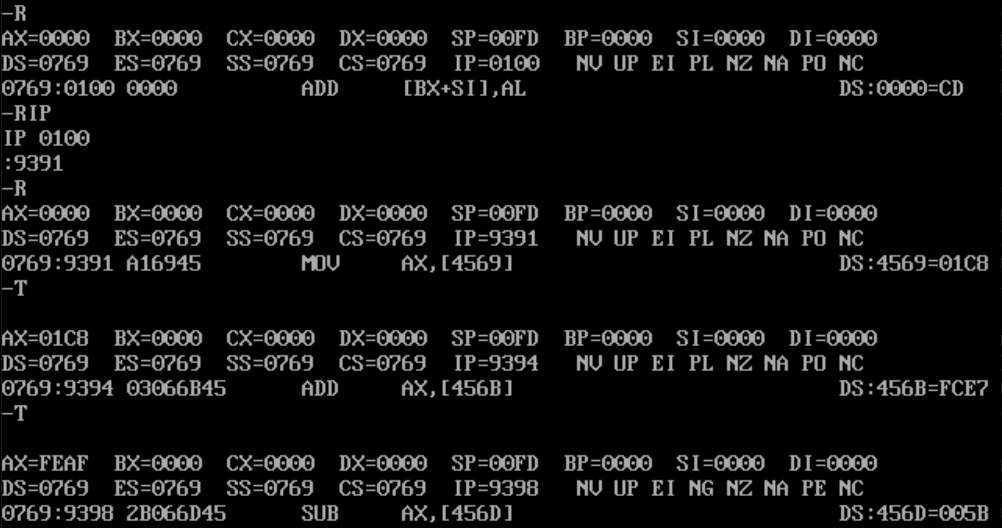 -R
AX=0000  BX=0000  CX=0000  DX=0000  SP=00FD  BP=0000  SI=0000  DI=0000
DS=0769  ES=0769  SS=0769  CS=0769  IP=0100   NV UP EI PL NZ NA PO NC
0769:0100 0000          ADD     [BX+SI],AL                         DS:0000=CD
-RIP
IP 0100
:9391
-R
AX=0000  BX=0000  CX=0000  DX=0000  SP=00FD  BP=0000  SI=0000  DI=0000
DS=0769  ES=0769  SS=0769  CS=0769  IP=9391   NV UP EI PL NZ NA PO NC
0769:9391 A16945        MOV     AX,[4569]                          DS:4569=01C8
-T
AX=01C8  BX=0000  CX=0000  DX=0000  SP=00FD  BP=0000  SI=0000  DI=0000
DS=0769  ES=0769  SS=0769  CS=0769  IP=9394   NV UP EI PL NZ NA PO NC
0769:9394 03066B45      ADD     AX,[456B]                          DS:456B=FCE7
-T
AX=FEAF  BX=0000  CX=0000  DX=0000  SP=00FD  BP=0000  SI=0000  DI=0000
DS=0769  ES=0769  SS=0769  CS=0769  IP=9398   NV UP EI NG NZ NA PE NC
0769:9398 2B066D45      SUB     AX,[456D]                          DS:456D=005B